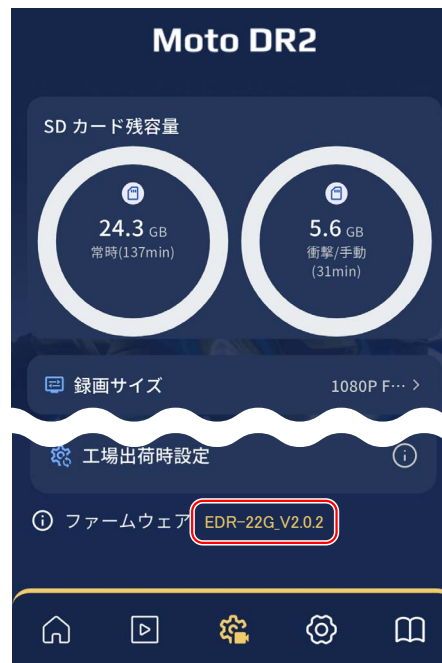 Moto DR2
SD カード残容量
24.3 GB
常時(137min)
5.6 GB
衝撃/手動
(31min)
録画サイズ
1080P F… >
工場出荷時設定
ファームウェア EDR-22G_V2.0.2